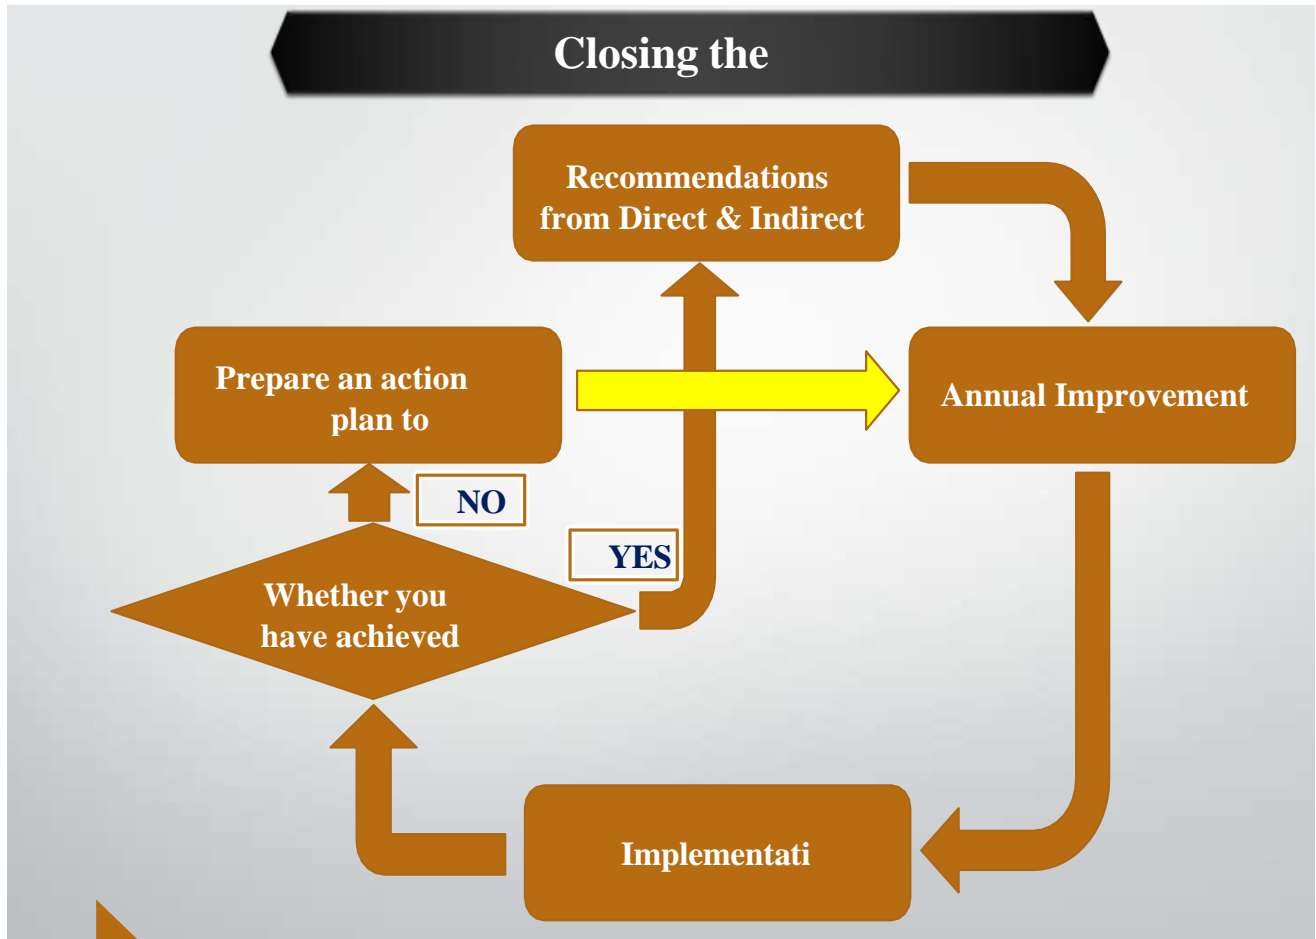 Closing the
Recommendations
from Direct & Indirect
Prepare an action
plan to
Annual Improvement
NO
YES
Whether you
have achieved
Implementati